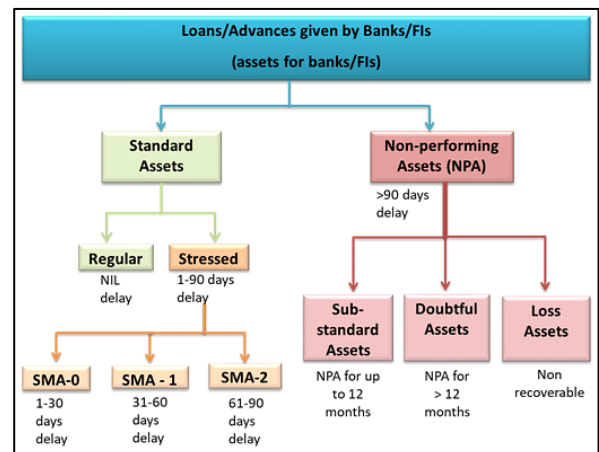 Loans/Advances given by Banks/FIs
(assets for banks/FIs)
Standard
Assets
Non-performing
Assets (NPA)
>90 days
delay
Regular
NIL
delay
Stressed
1-90 days
delay
Sub-
standard
Assets
NPA for up
to 12
months
Doubtful
Assets
NPA for
> 12
months
Loss
Assets
Non
recoverable
SMA-0
1-30
days
delay
SMA - 1
31-60
days
delay
SMA-2
61-90
days
delay